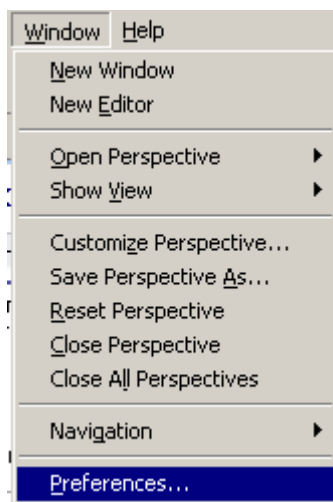 Window Help
New Window
New Editor
Open Perspective
Show View
Customize Perspective...
Save Perspective As...
Reset Perspective
Close Perspective
Close All Perspectives
Navigation
Preferences...